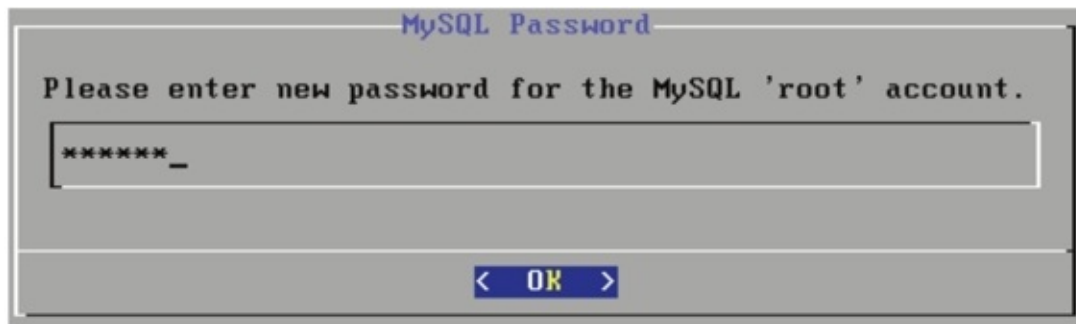 MySQL Password
Please enter new password for the MySQL 'root' account.
******_
< OK >